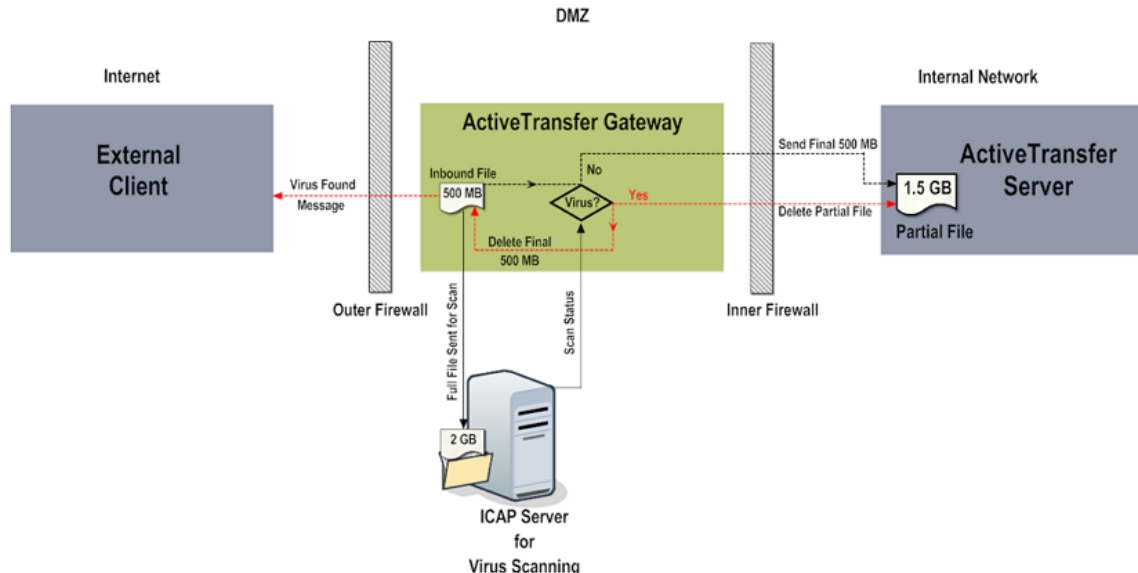 DMZ
Internet
Internal Network
External
Client
ActiveTransfer Gateway
ActiveTransfer
Server
Inbound File
500 MB
No
Virus?
Yes
Send Final 500 MB
1.5 GB
Partial File
Virus Found
Message
Delete Partial File
Delete Final
500 MB
Outer Firewall
Inner Firewall
Full File Sent for Scan
Scan Status
2 GB
ICAP Server
for
Virus Scanning